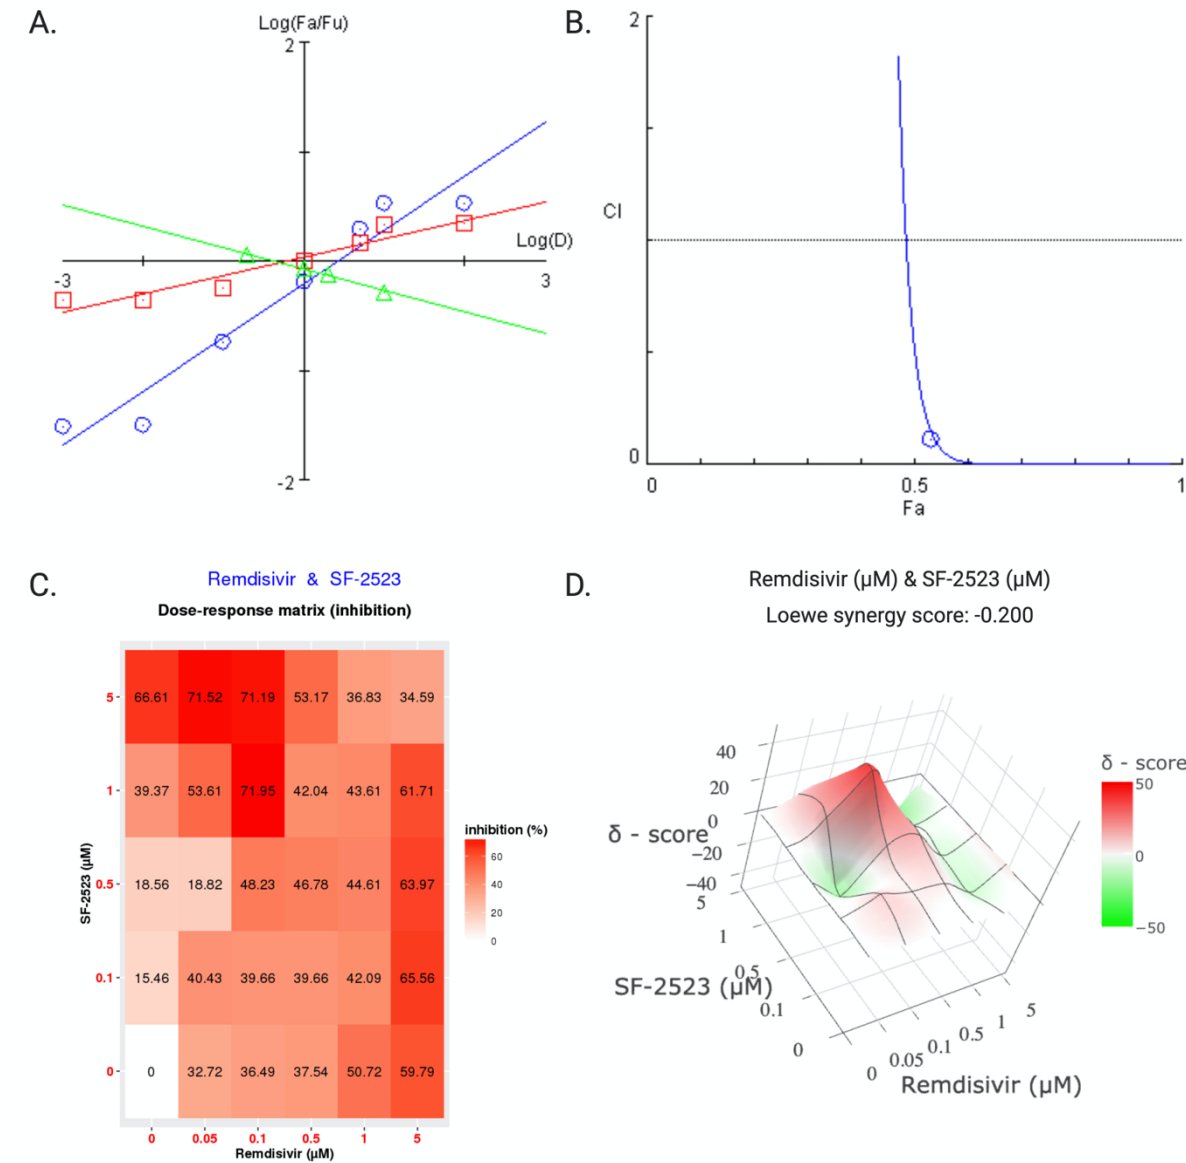 A.
Log(Fa/Fu)
2
Log(D)
-3
3
-2
B.
2
CI
0
0
0.5
1
Fa
C.
Remdisivir & SF-2523
Dose-response matrix (inhibition)
5
66.61 71.52 71.19 53.17 36.83 34.59
1
39.37 53.61 71.95 42.04 43.61 61.71
0.5
18.56 18.82 48.23 46.78 44.61 63.97
0.1
15.46 40.43 39.66 39.66 42.09 65.56
0
0 32.72 36.49 37.54 50.72 59.79
0 0.05 0.1 0.5 1 5
Remdisivir (µM)
SF-2523 (µM)
inhibition (%)
60
40
20
0
D.
Remdisivir (µM) & SF-2523 (µM)
Loewe synergy score: -0.200
40
20
0
−20
−40
δ - score
5
1
0.5
0.1
0
SF-2523 (µM)
0
0.05
0.1
0.5
1
5
Remdisivir (µM)
δ - score
50
0
−50